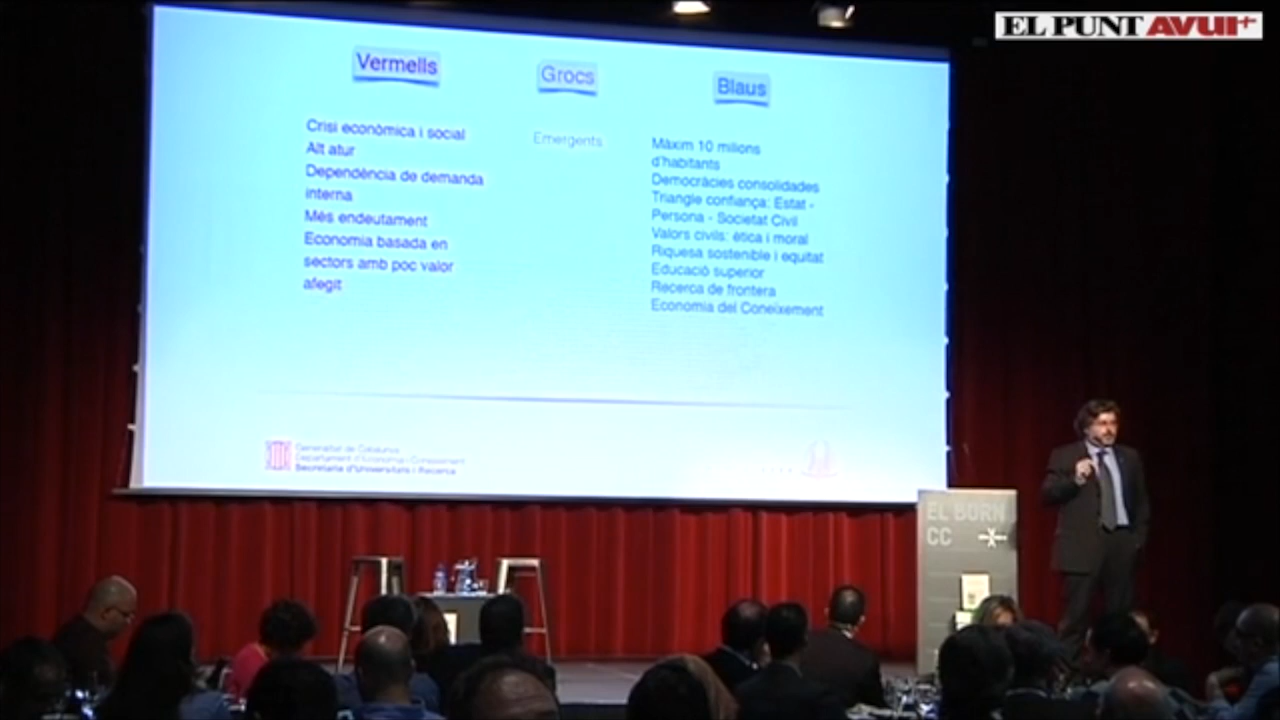 EL PUNT AVUI+
Vermells
Grocs
Blaus
Crisi econòmica i social
Alt atur
Dependència de demanda
interna
Més endeutament
Economia basada en
sectors amb poc valor
afegit
Emergents
Màxim 10 milions
d'habitants
Democràcies consolidades
Triangle confiança: Estat -
Persona - Societat Civil
Valors civils: ètica i moral
Riquesa sostenible i equitat
Educació superior
Recerca de frontera
Economia del Coneixement
Generalitat de Catalunya
Departament d'Economia i Coneixement
Secretaria d'Universitats i Recerca
EL BORN
CC